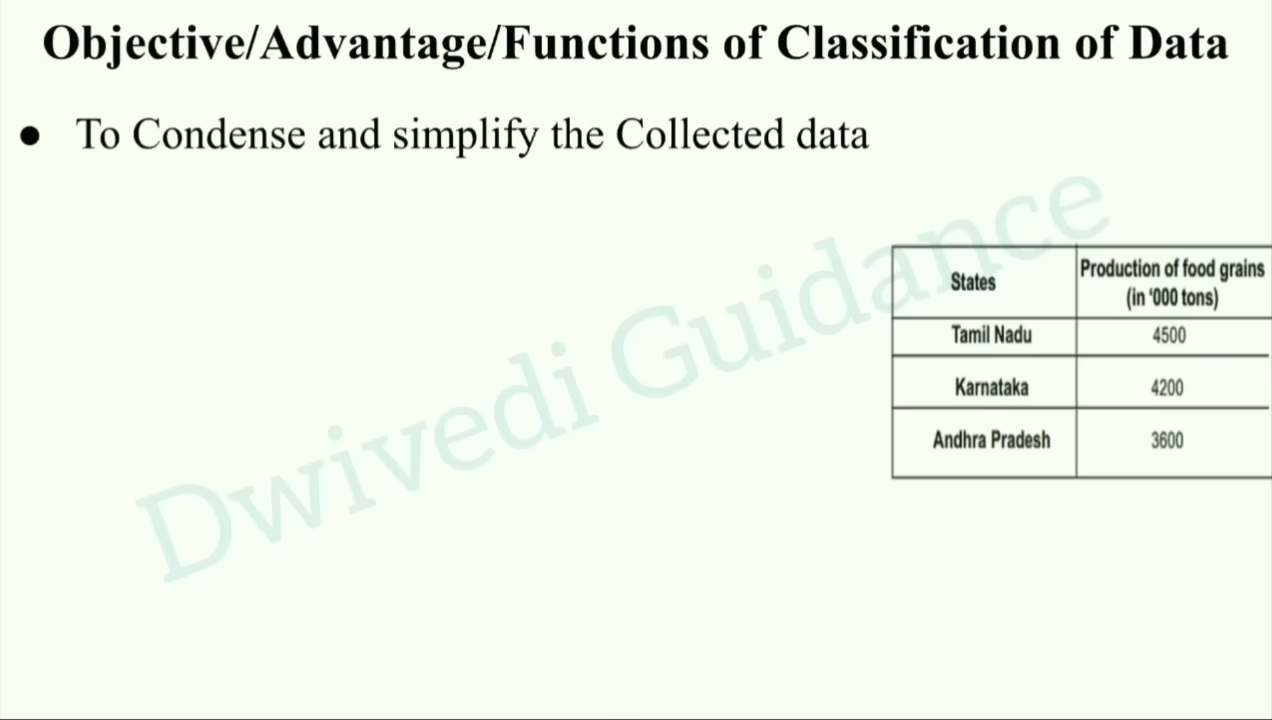 Objective/Advantage/Functions of Classification of Data
● To Condense and simplify the Collected data
States
Production of food grains
(in '000 tons)
Tamil Nadu 4500
Karnataka 4200
Andhra Pradesh 3600
Dwivedi Guidance